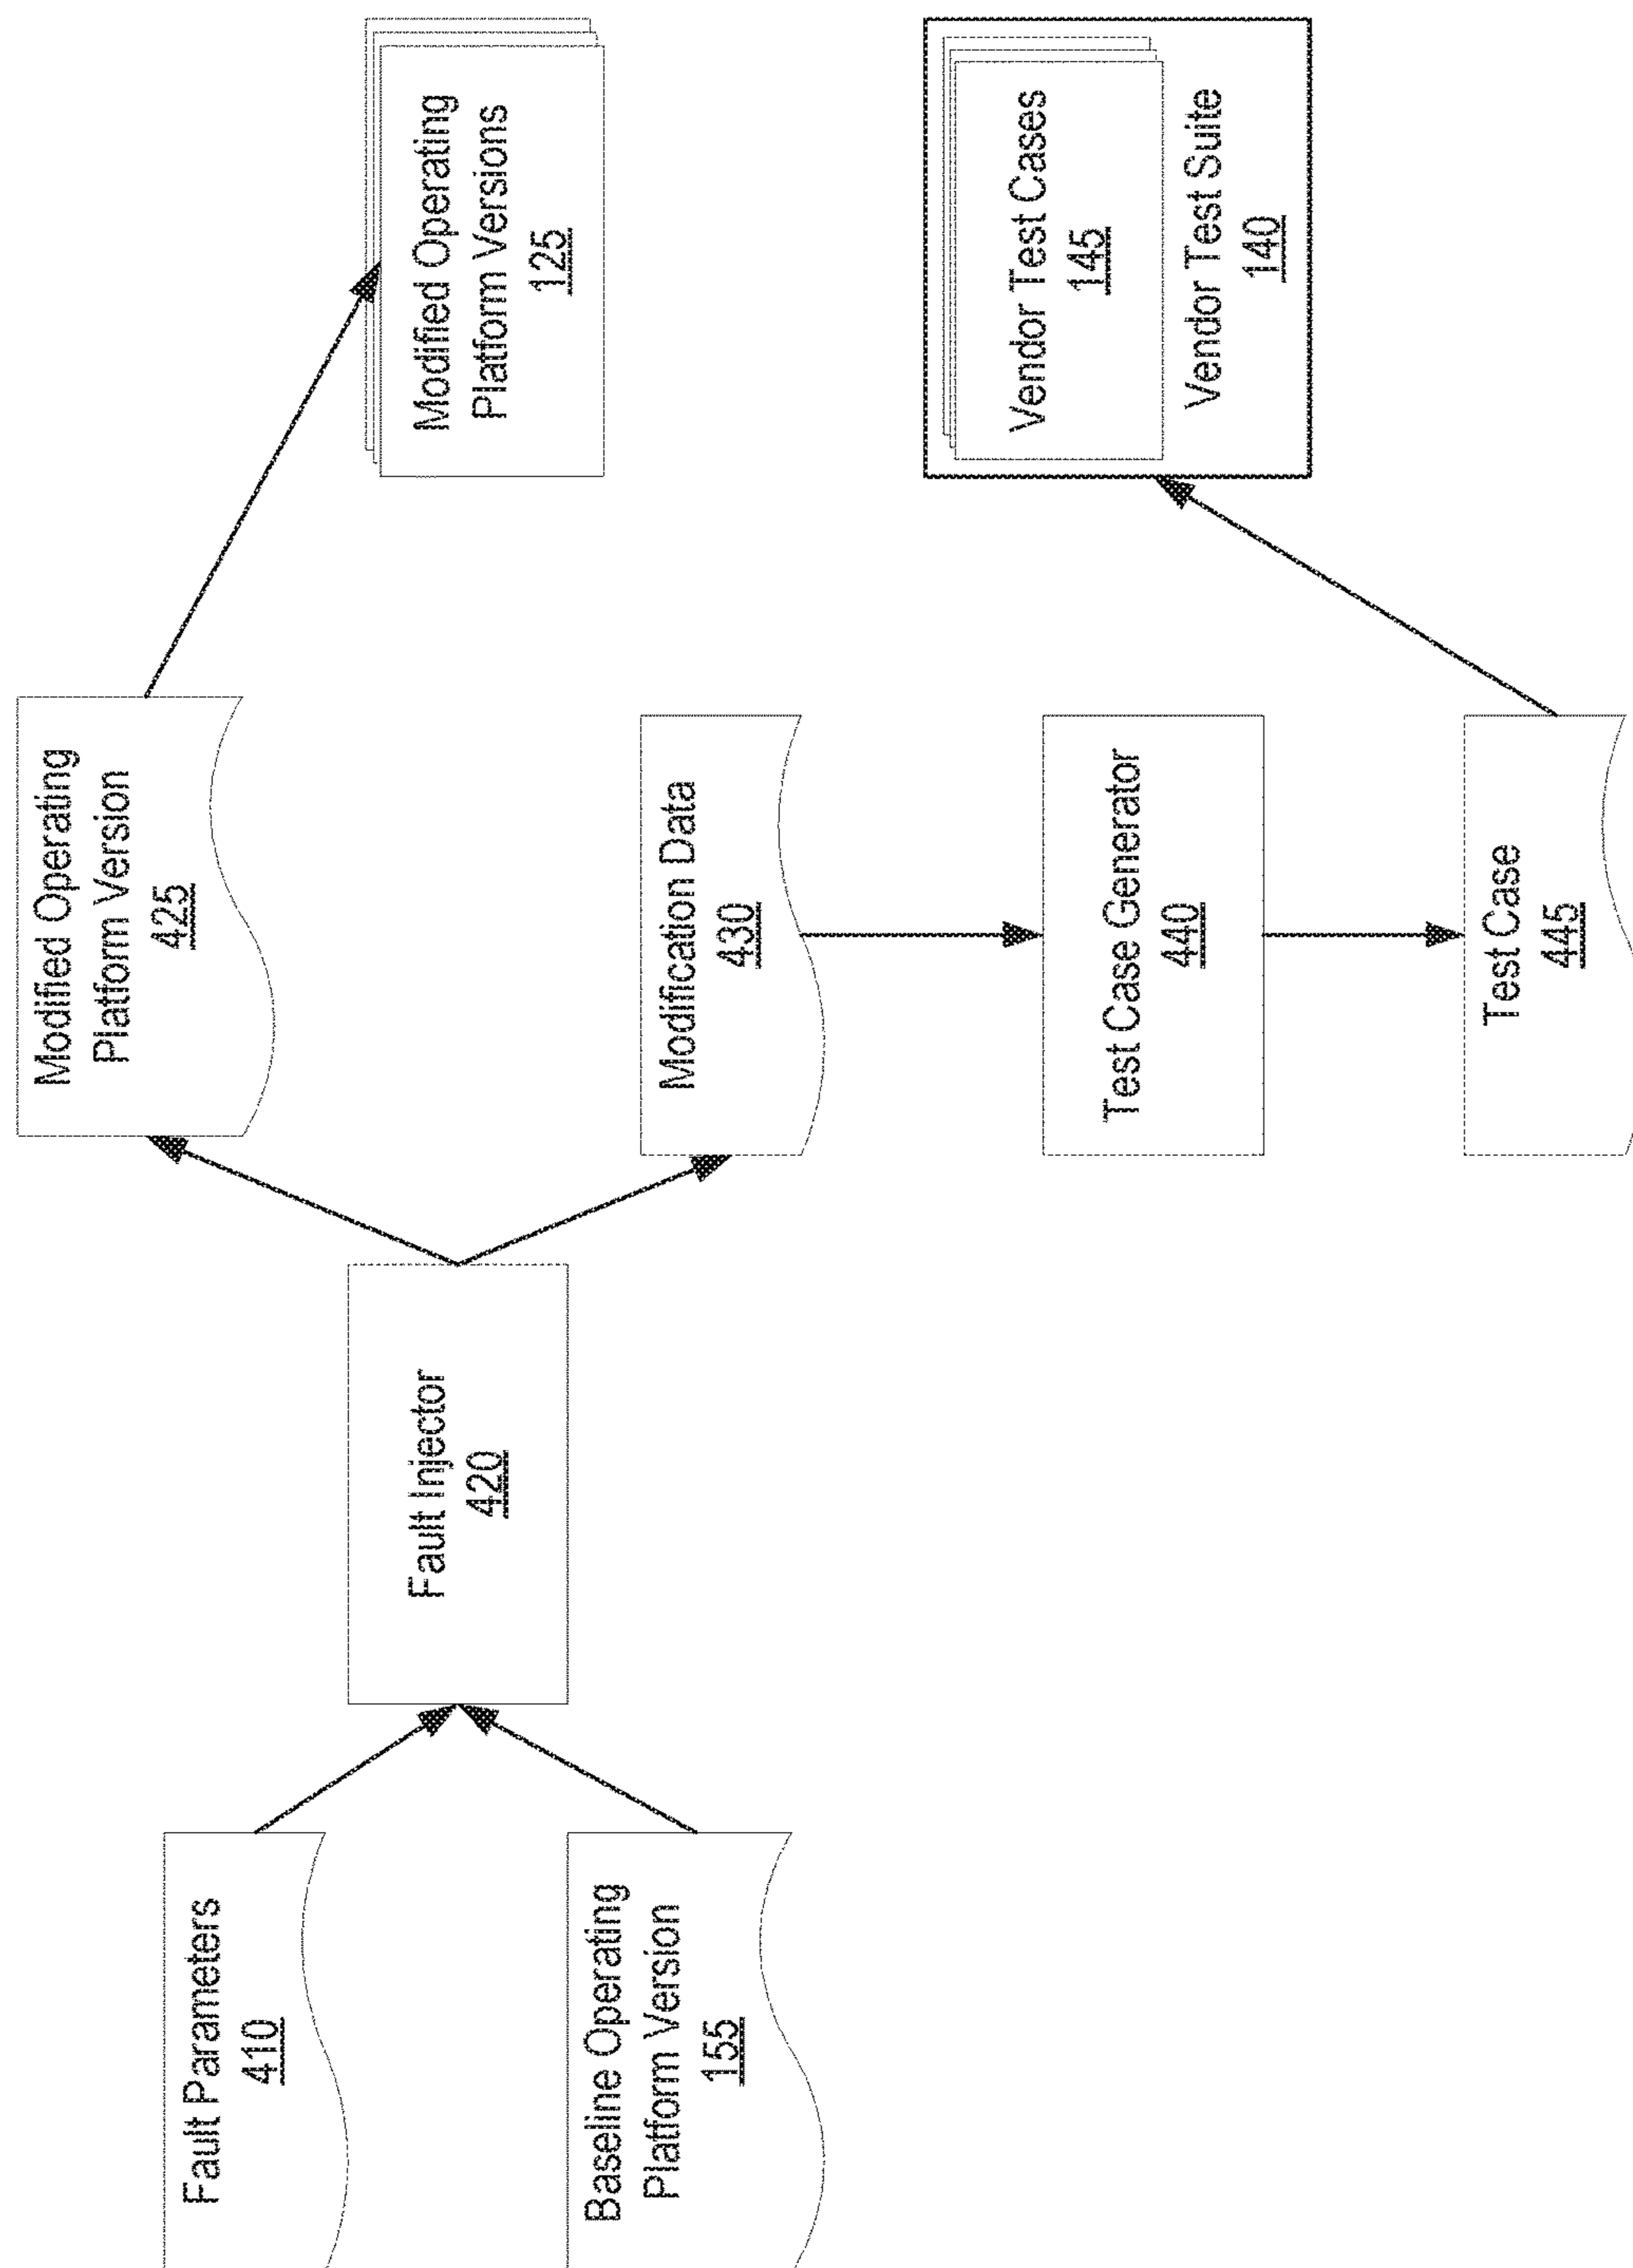 Fault Parameters
410
Baseline Operating
Platform Version
155
Fault Injector
420
Modified Operating
Platform Version
425
Modification Data
430
Test Case Generator
440
Test Case
445
Modified Operating
Platform Versions
125
Vendor Test Cases
145
Vendor Test Suite
140